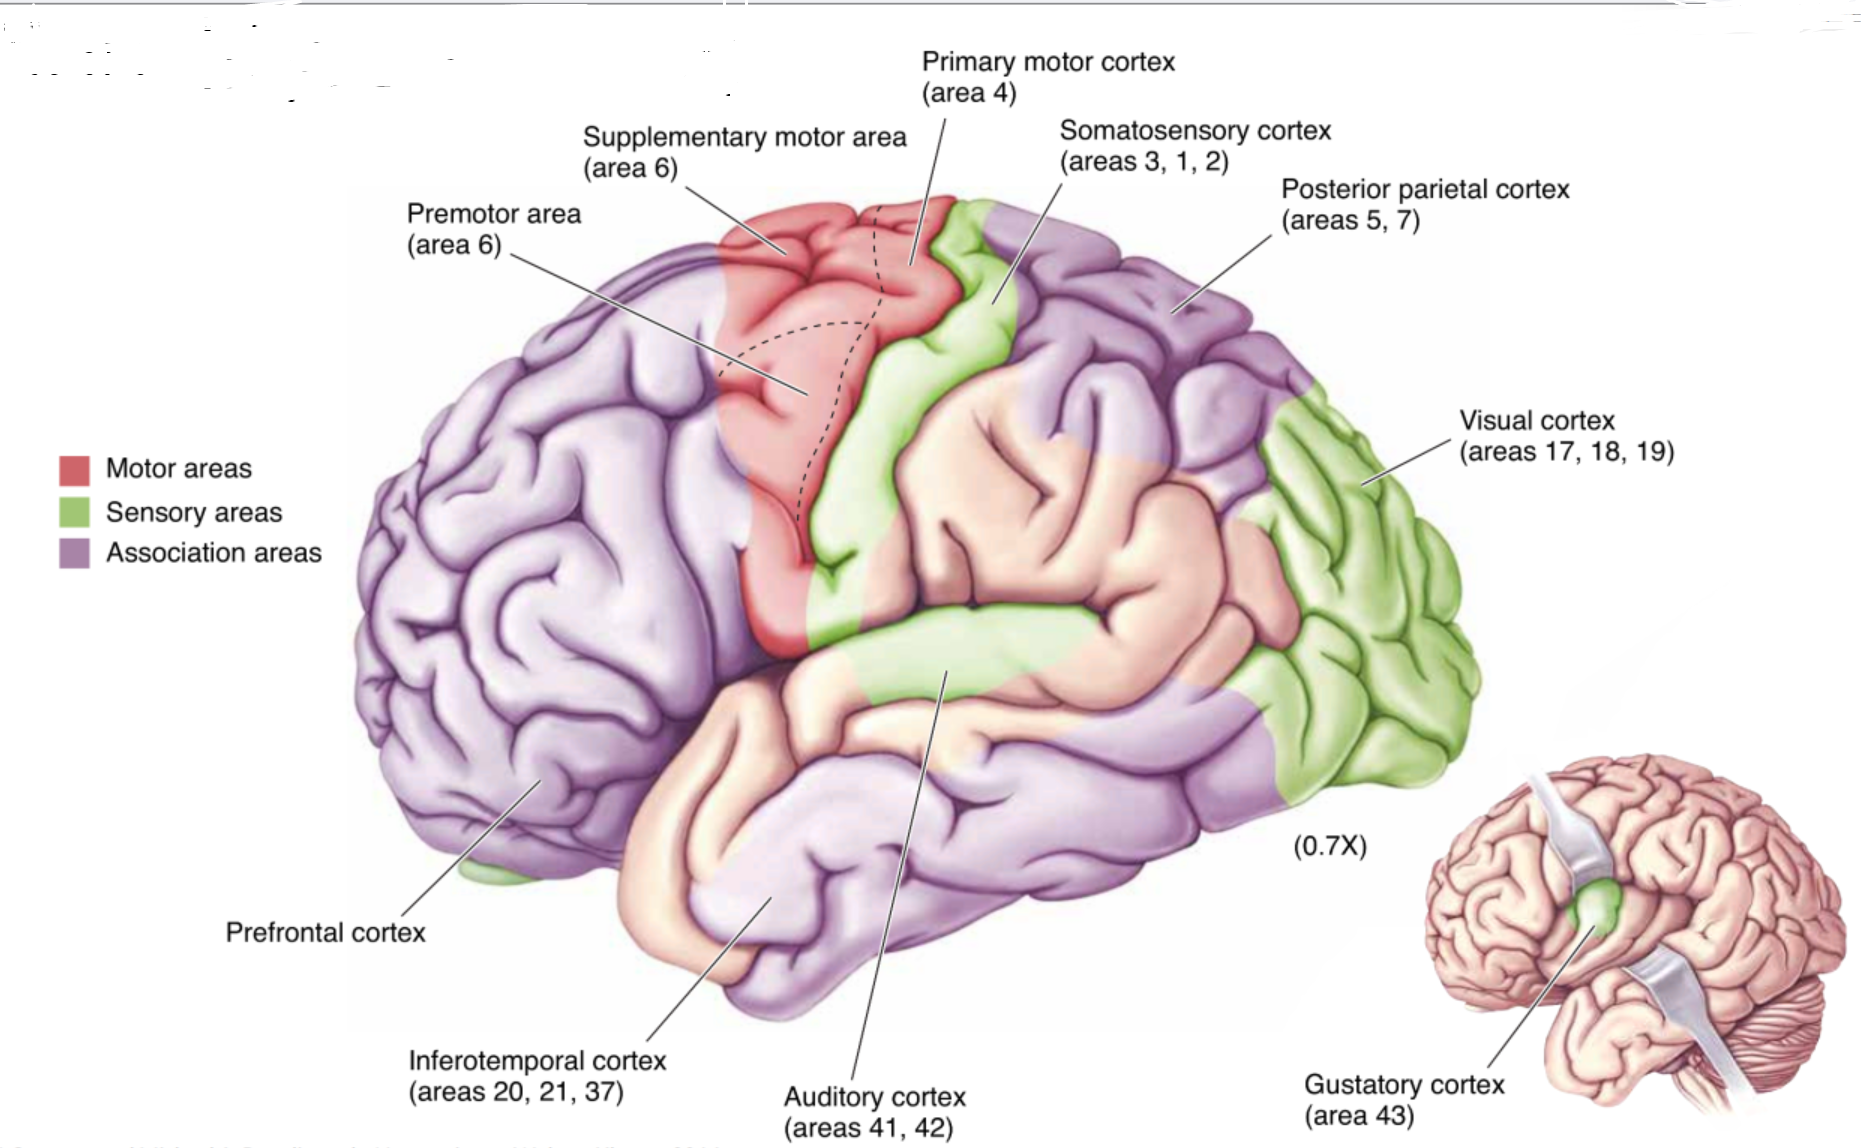 Primary motor cortex
(area 4)
Supplementary motor area
(area 6)
Somatosensory cortex
(areas 3, 1, 2)
Premotor area
(area 6)
Posterior parietal cortex
(areas 5, 7)
Visual cortex
(areas 17, 18, 19)
Motor areas
Sensory areas
Association areas
(0.7X)
Prefrontal cortex
Inferotemporal cortex
(areas 20, 21, 37)
Auditory cortex
(areas 41, 42)
Gustatory cortex
(area 43)